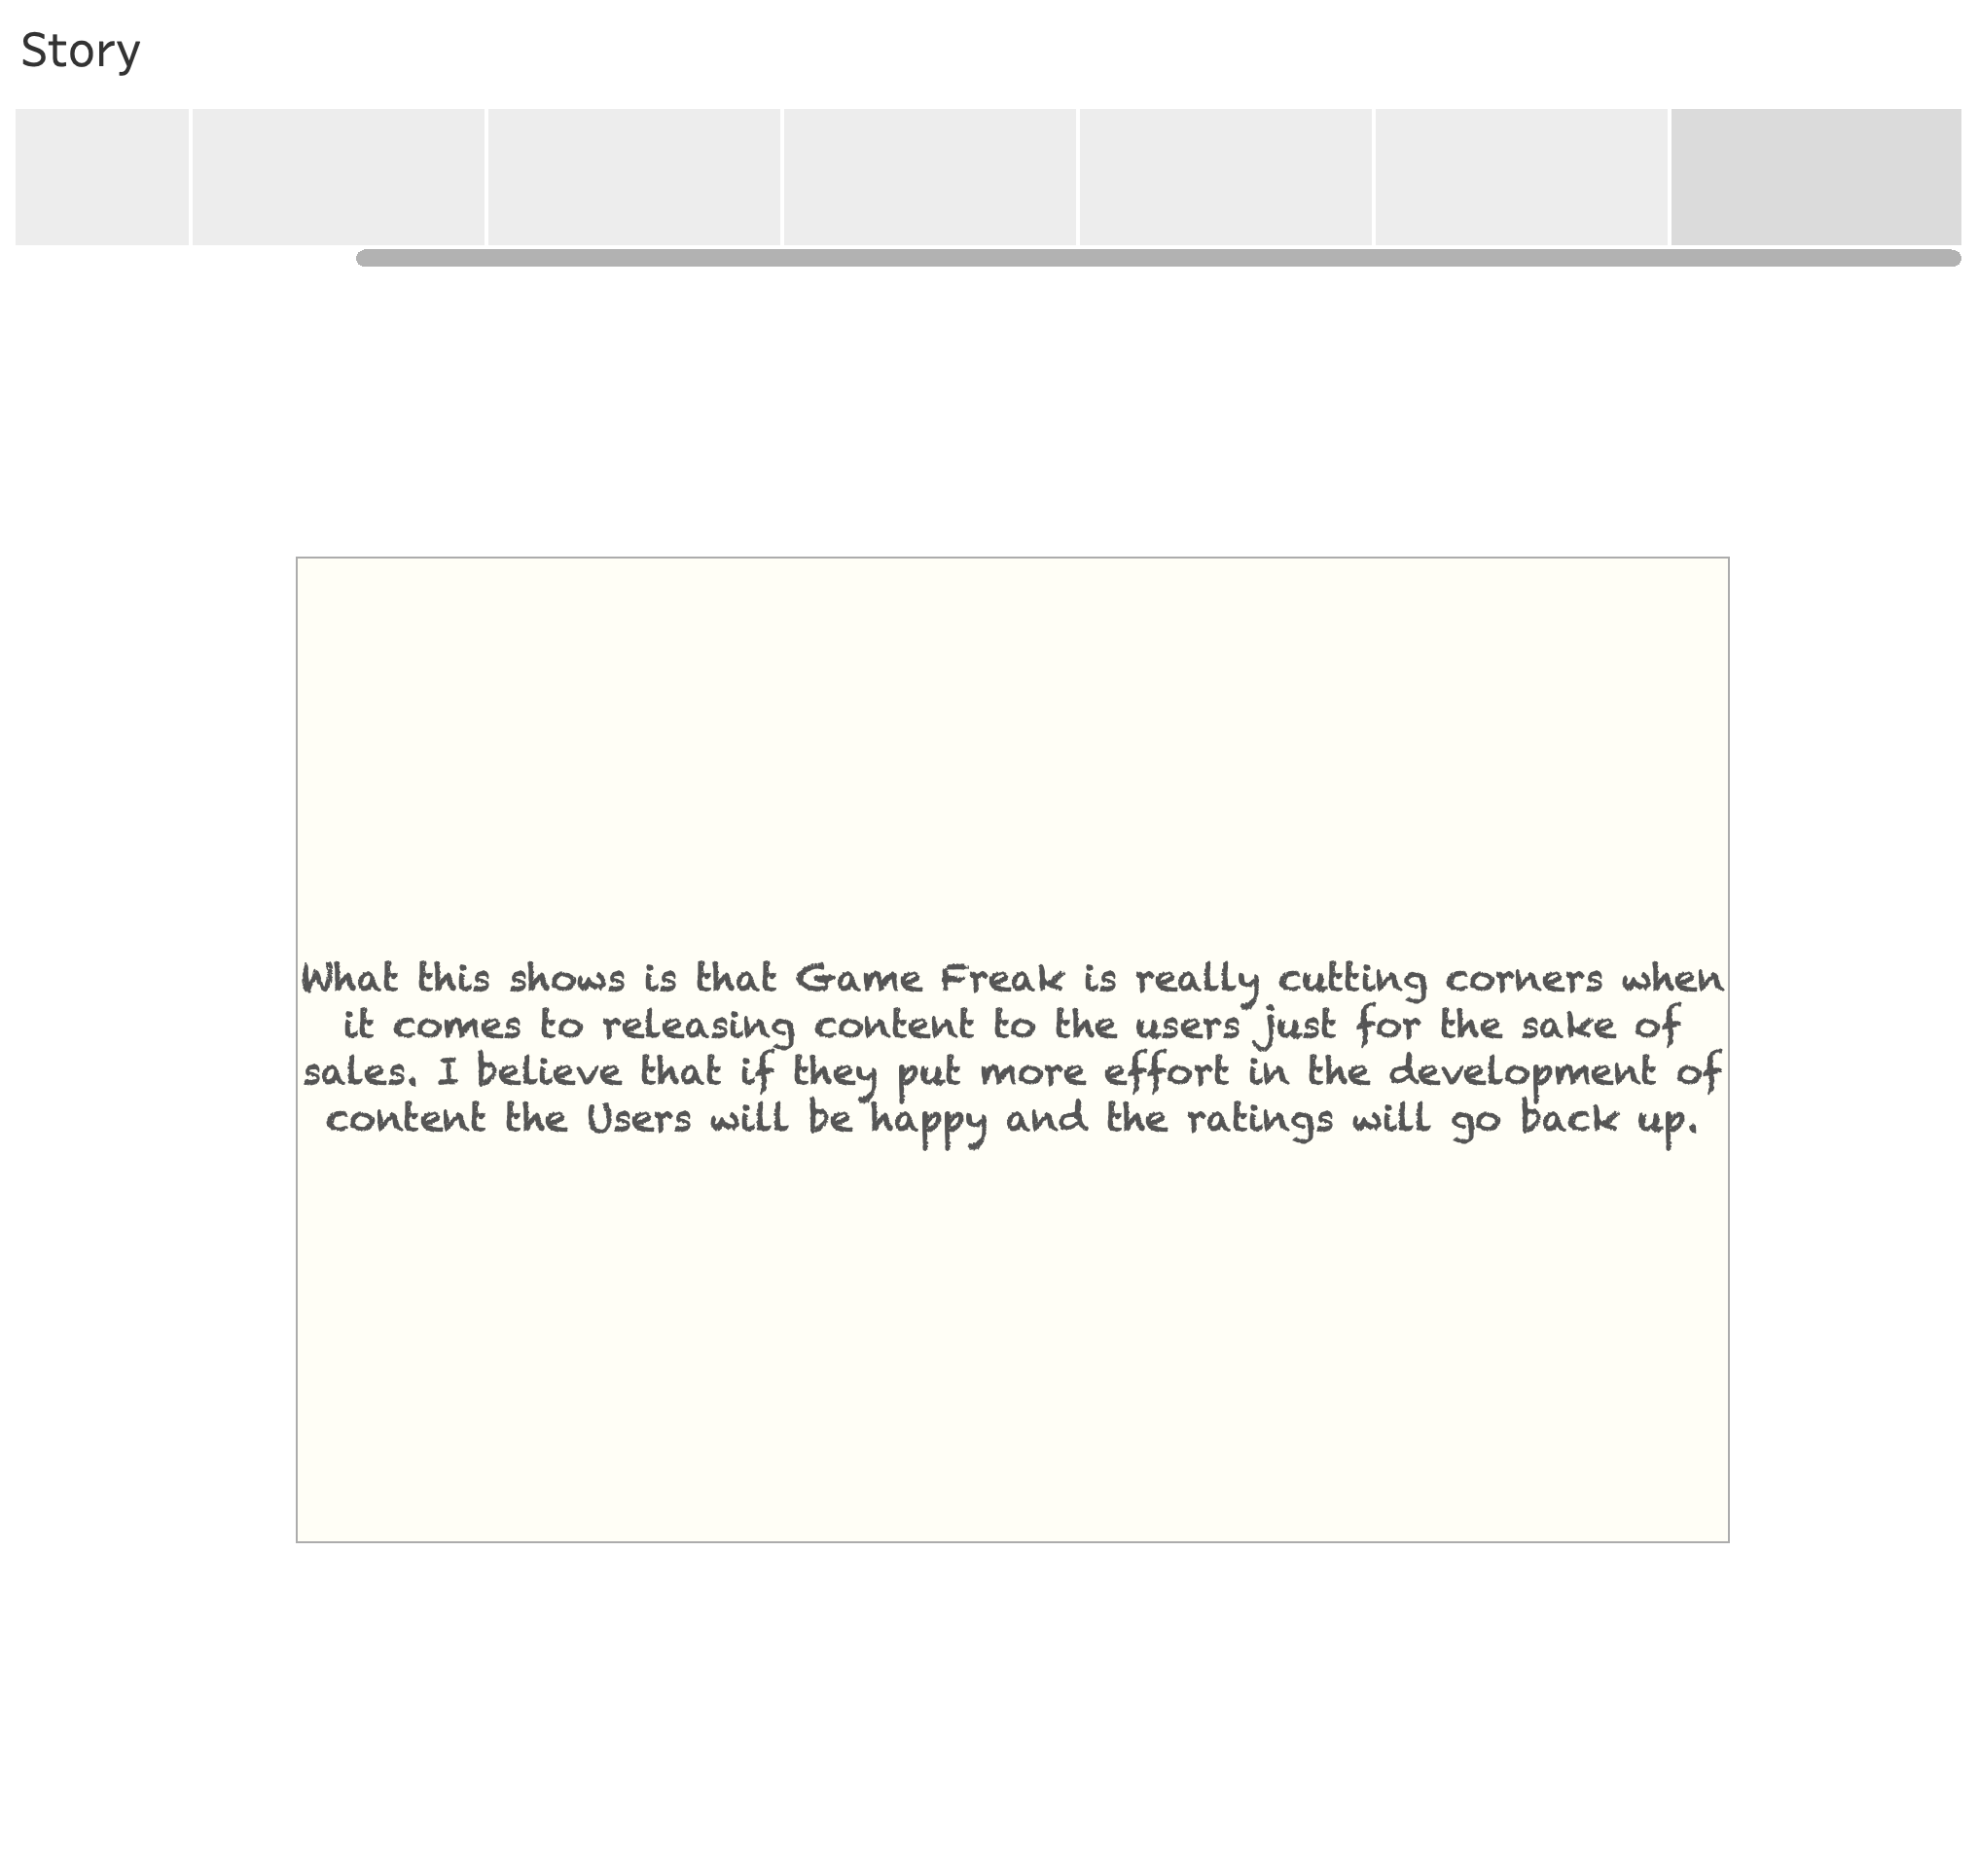 Story
What this shows is that Game Freak is really cutting corners when
it comes to releasing content to the users just for the sake of
sales. I believe that if they put more effort in the development of
content the Users will be happy and the ratings will go back up.